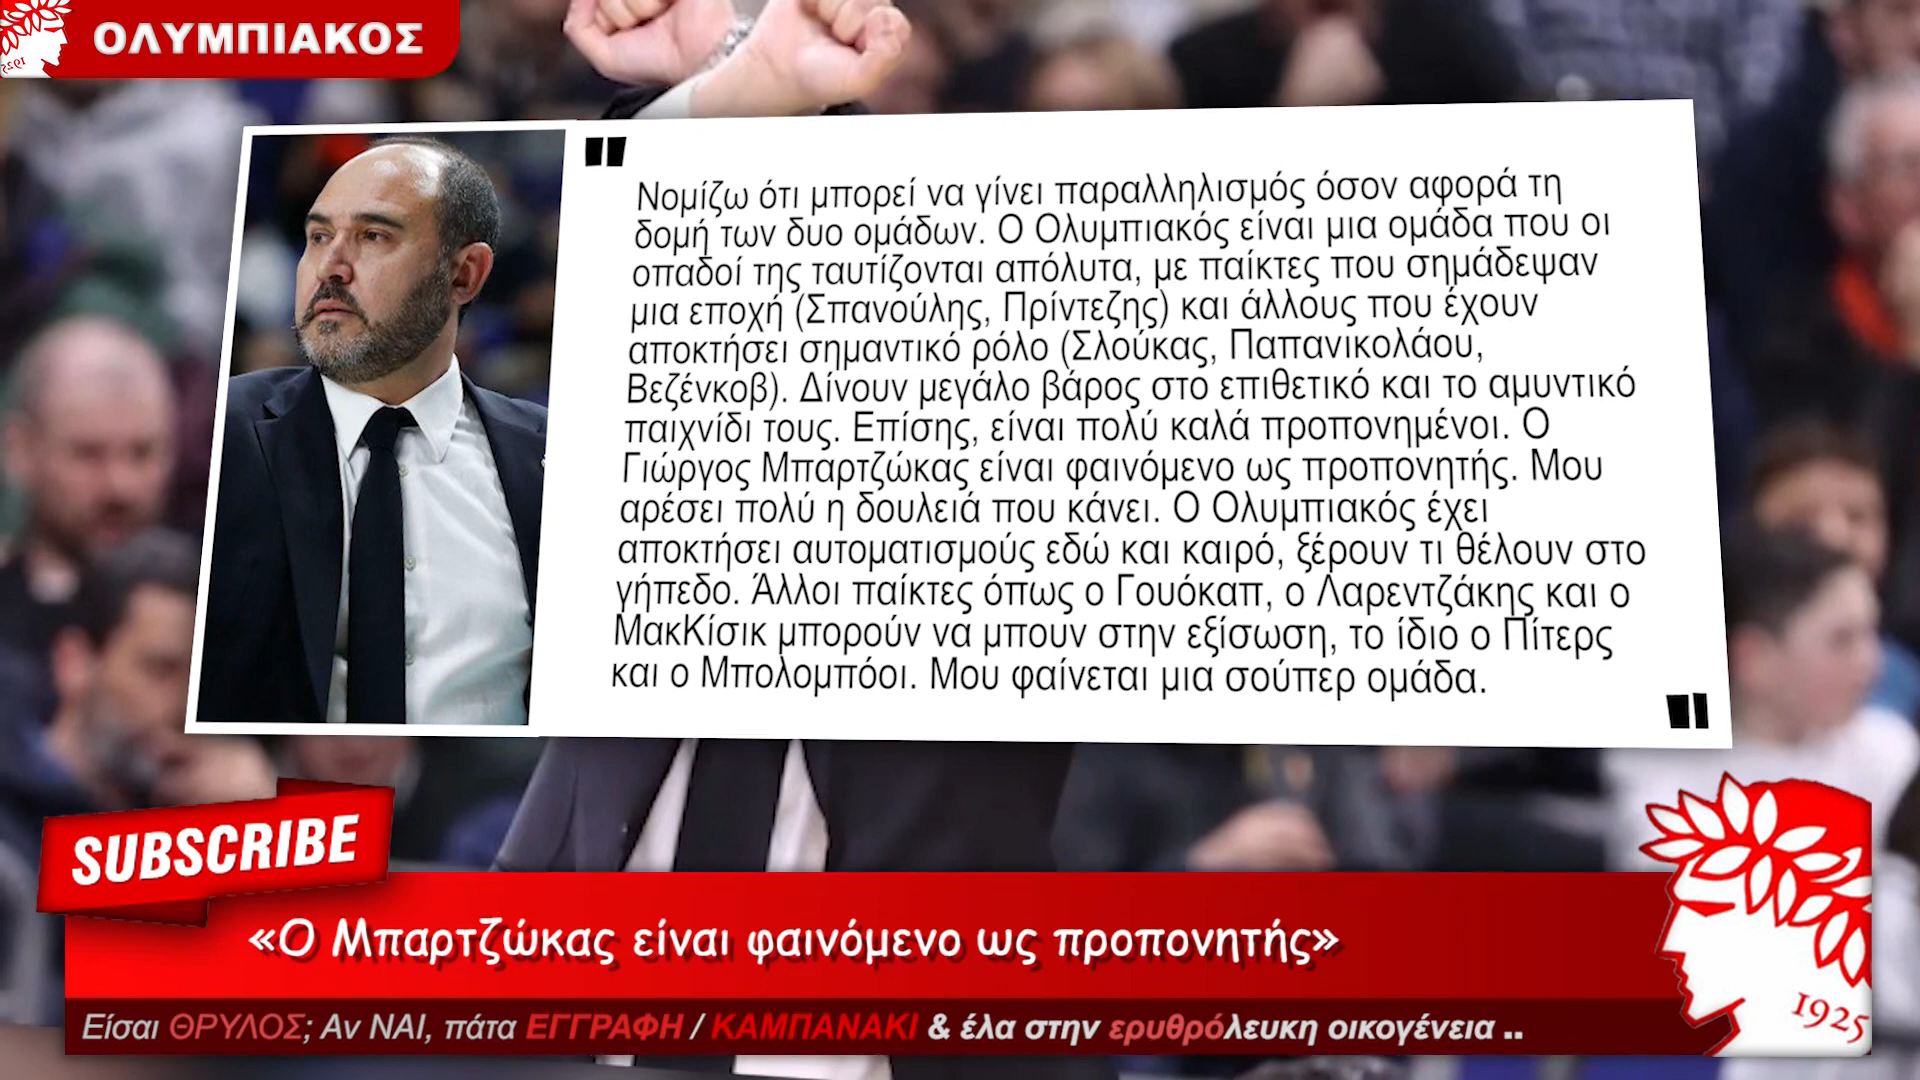 ΟΛΥΜΠΙΑΚΟΣ
1925
"
Νομίζω ότι μπορεί να γίνει παραλληλισμός όσον αφορά τη
δομή των δυο ομάδων. Ο Ολυμπιακός είναι μια ομάδα που οι
οπαδοί της ταυτίζονται απόλυτα, με παίκτες που σημάδεψαν
μια εποχή (Σπανούλης, Πρίντεζης) και άλλους που έχουν
αποκτήσει σημαντικό ρόλο (Σλούκας, Παπανικολάου,
Βεζένκοβ). Δίνουν μεγάλο βάρος στο επιθετικό και το αμυντικό
παιχνίδι τους. Επίσης, είναι πολύ καλά προπονημένοι. Ο
Γιώργος Μπαρτζώκας είναι φαινόμενο ως προπονητής. Μου
αρέσει πολύ η δουλειά που κάνει. Ο Ολυμπιακός έχει
αποκτήσει αυτοματισμούς εδώ και καιρό, ξέρουν τι θέλουν στο
γήπεδο. Άλλοι παίκτες όπως ο Γουόκαπ, ο Λαρεντζάκης και ο
ΜακΚίσικ μπορούν να μπουν στην εξίσωση, το ίδιο ο Πίτερς
και ο Μπολομπόοι. Μου φαίνεται μια σούπερ ομάδα.
"
SUBSCRIBE
«Ο Μπαρτζώκας είναι φαινόμενο ως προπονητής»
Είσαι ΘΡΥΛΟΣ; Αν ΝΑΙ, πάτα ΕΓΓΡΑΦΗ / ΚΑΜΠΑΝΑΚΙ & έλα στην ερυθρόλευκη οικογένεια ..
1925